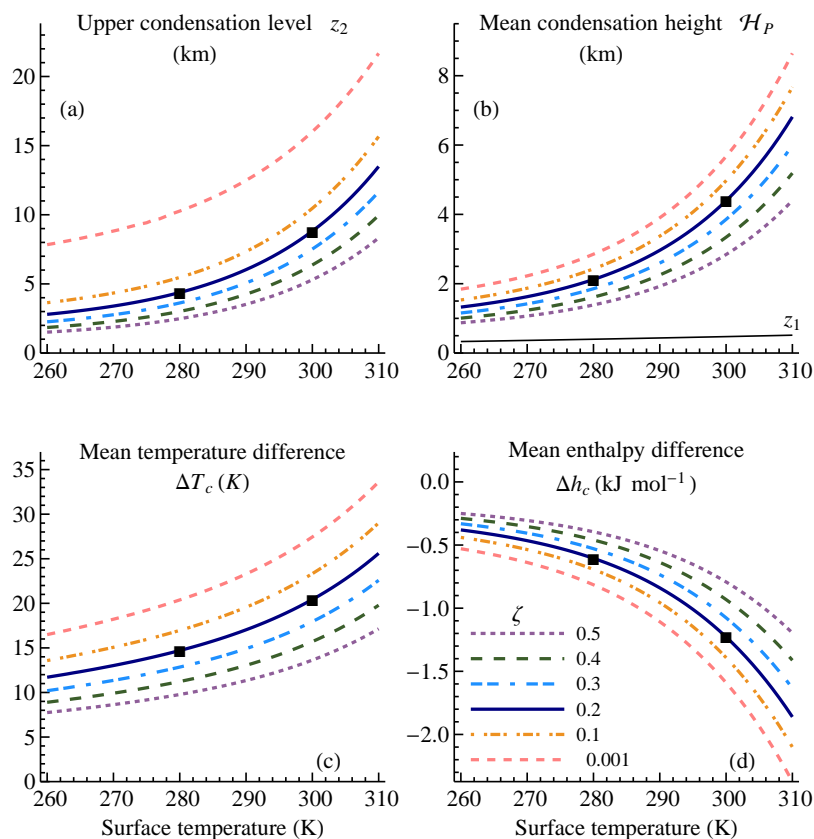 Upper condensation level z₂
(km)
(a)
20
15
10
5
0
260 270 280 290 300 310
Mean condensation height ℋ_P
(km)
(b)
8
6
4
2
0
z₁
260 270 280 290 300 310
Mean temperature difference
ΔT_c (K)
35
30
25
20
15
10
5
0
(c)
260 270 280 290 300 310
Surface temperature (K)
Mean enthalpy difference
Δh_c (kJ mol⁻¹)
0.0
−0.5
−1.0
−1.5
−2.0
ζ
0.5
0.4
0.3
0.2
0.1
0.001
(d)
260 270 280 290 300 310
Surface temperature (K)